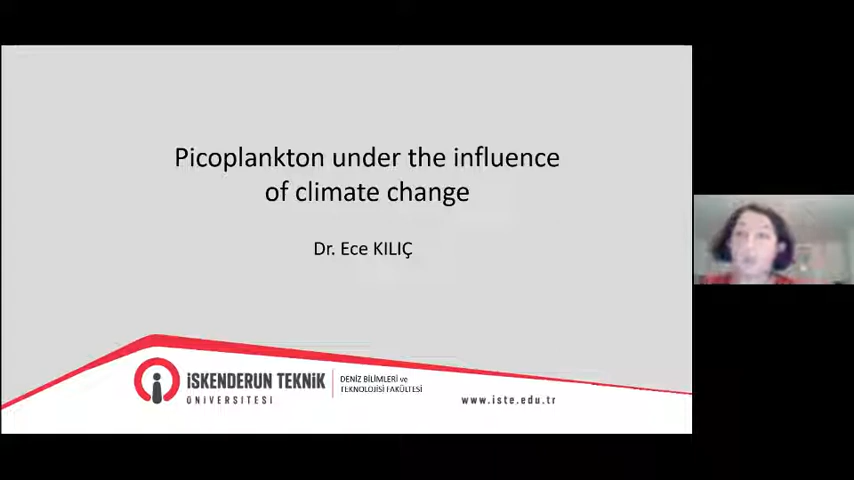 Picoplankton under the influence
of climate change
Dr. Ece KILIÇ
İSKENDERUN TEKNİK
ÜNİVERSİTESİ
DENİZ BİLİMLERİ ve
TEKNOLOJİSİ FAKÜLTESİ
www.iste.edu.tr